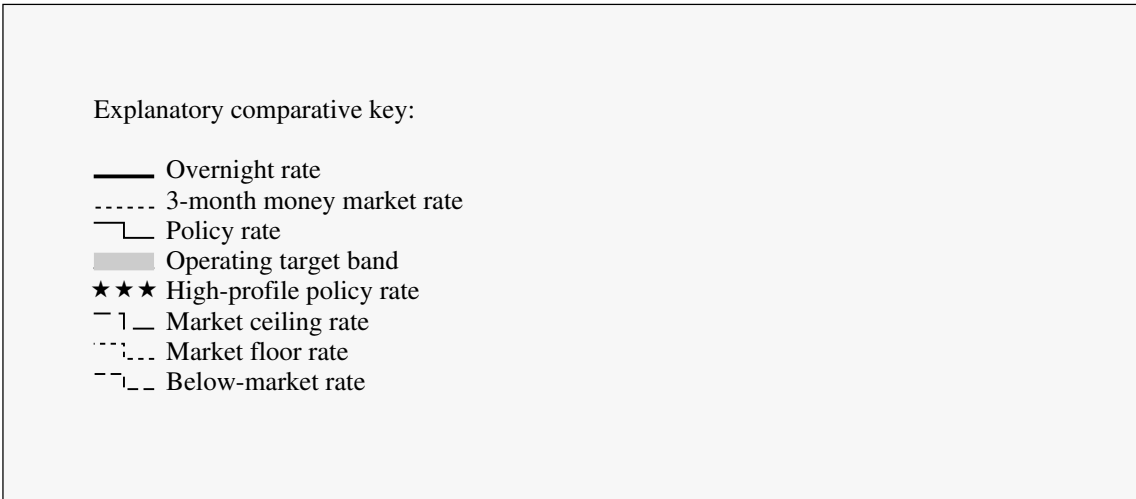 Explanatory comparative key:
Overnight rate
3-month money market rate
Policy rate
Operating target band
High-profile policy rate
Market ceiling rate
Market floor rate
Below-market rate